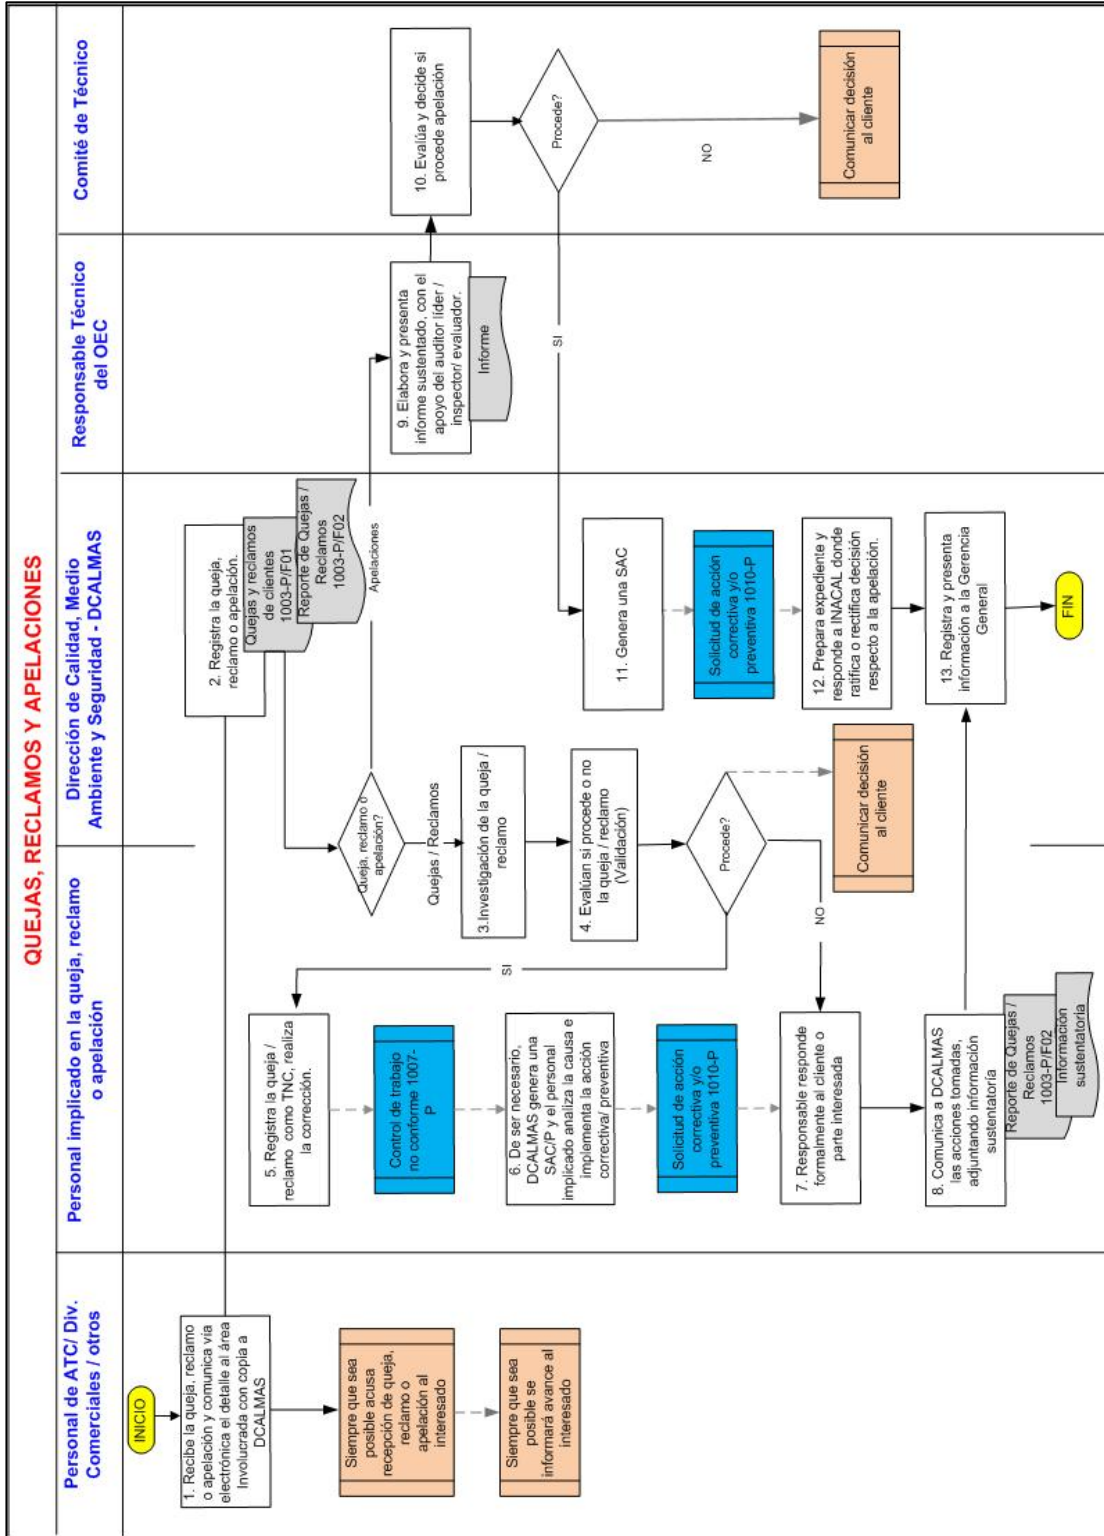 QUEJAS, RECLAMOS Y APELACIONES
Personal de ATC/ Div.
Comerciales / otros
Personal implicado en la queja, reclamo
o apelación
Dirección de Calidad, Medio
Ambiente y Seguridad - DCALMAS
Responsable Técnico
del OEC
Comité de Técnico
INICIO
1. Recibe la queja, reclamo
o apelación y comunica vía
electrónica el detalle al área
Involucrada con copia a
DCALMAS
Siempre que sea
posible acusa
recepción de queja,
reclamo o
apelación al
interesado
Siempre que sea
posible se
informará avance al
interesado
2. Registra la queja,
reclamo o apelación.
Quejas y reclamos
de clientes
1003-P/F01
Reporte de Quejas /
Reclamos
1003-P/F02
Queja, reclamo o
apelación?
Apelaciones
Quejas / Reclamos
3.Investigación de la queja /
reclamo
4. Evalúan si procede o no
la queja / reclamo
(Validación)
Procede?
SI
NO
Comunicar decisión
al cliente
5. Registra la queja /
reclamo como TNC, realiza
la corrección.
Control de trabajo
no conforme 1007-
P
6. De ser necesario,
DCALMAS genera una
SAC/P y el personal
implicado analiza la causa e
implementa la acción
correctiva/ preventiva
Solicitud de acción
correctiva y/o
preventiva 1010-P
7. Responsable responde
formalmente al cliente o
parte interesada
8. Comunica a DCALMAS
las acciones tomadas,
adjuntando información
sustentatoría
Reporte de Quejas /
Reclamos
1003-P/F02
Información
sustentatoría
9. Elabora y presenta
informe sustentado, con el
apoyo del auditor líder /
inspector/ evaluador.
Informe
10. Evalúa y decide si
procede apelación
Procede?
SI
NO
Comunicar decisión
al cliente
11. Genera una SAC
Solicitud de acción
correctiva y/o
preventiva 1010-P
12. Prepara expediente y
responde a INACAL donde
ratifica o rectifica decisión
respecto a la apelación.
13. Registra y presenta
información a la Gerencia
General
FIN